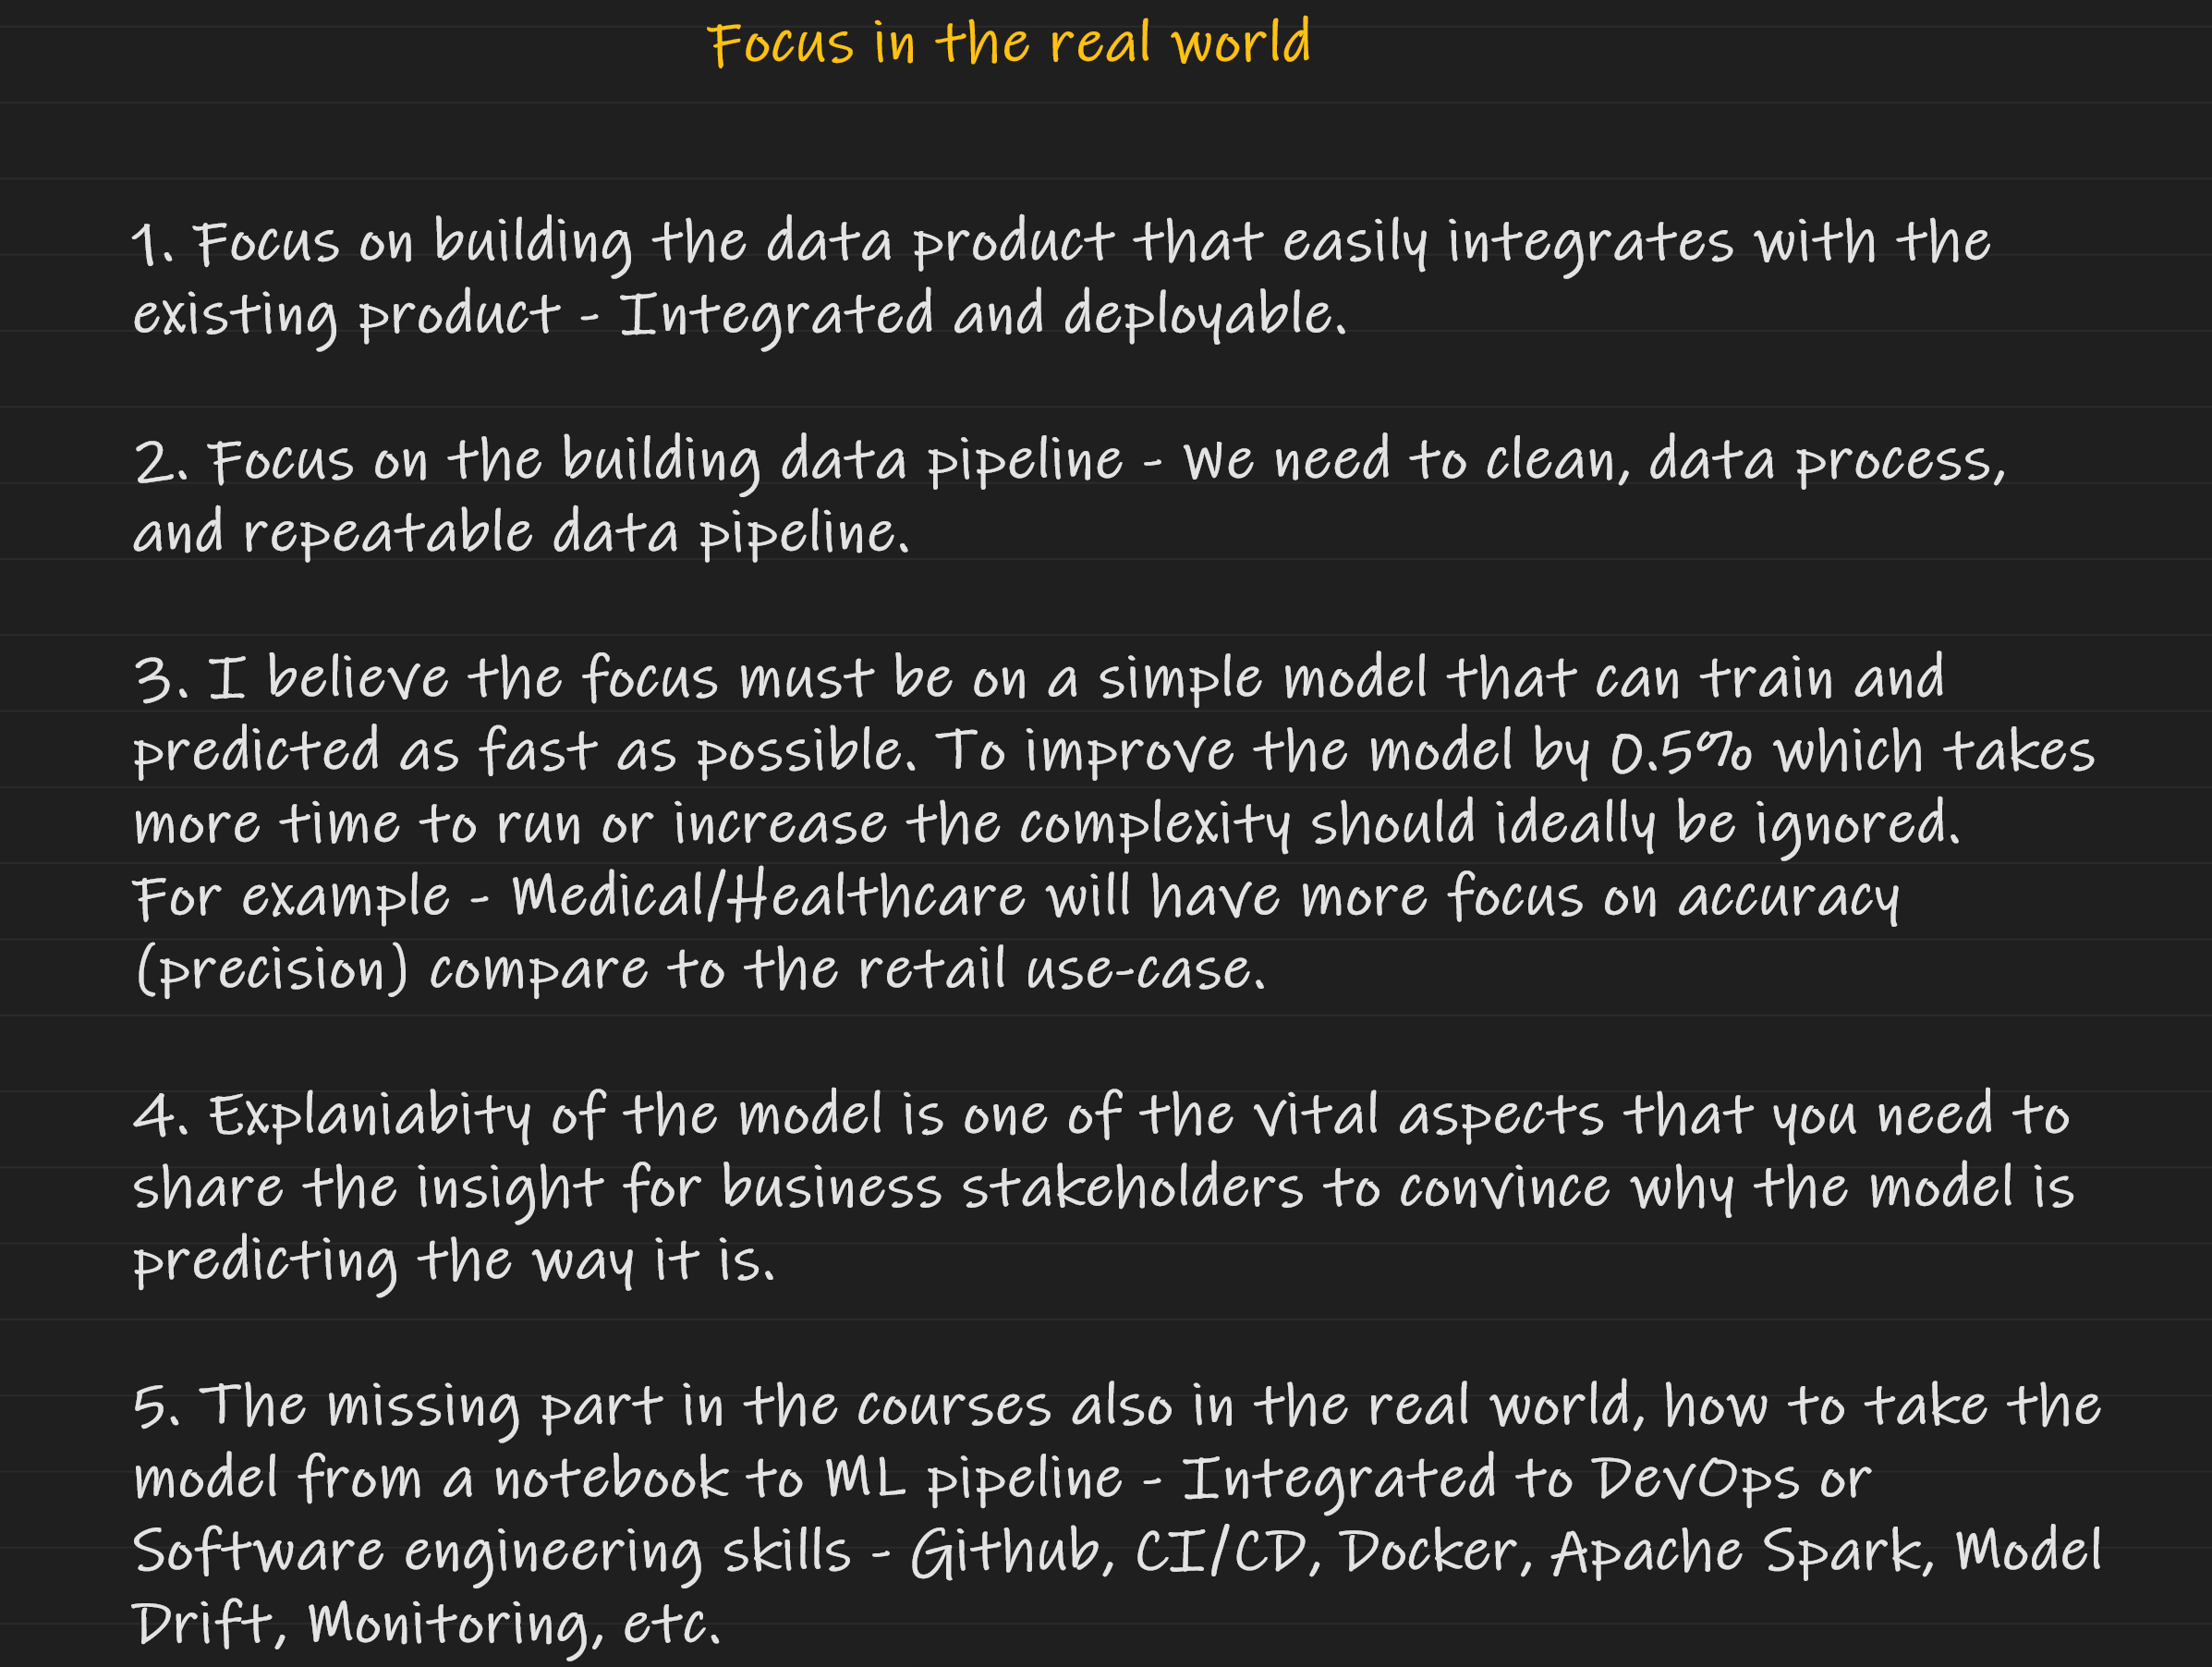 Focus in the real world
1. Focus on building the data product that easily integrates with the
existing product - Integrated and deployable.
2. Focus on the building data pipeline - We need to clean, data process,
and repeatable data pipeline.
3. I believe the focus must be on a simple model that can train and
predicted as fast as possible. To improve the model by 0.5% which takes
more time to run or increase the complexity should ideally be ignored.
For example - Medical/Healthcare will have more focus on accuracy
(precision) compare to the retail use-case.
4. Explaniabity of the model is one of the vital aspects that you need to
share the insight for business stakeholders to convince why the model is
predicting the way it is.
5. The missing part in the courses also in the real world, how to take the
model from a notebook to ML pipeline - Integrated to DevOps or
Software engineering skills - Github, CI/CD, Docker, Apache Spark, Model
Drift, Monitoring, etc.